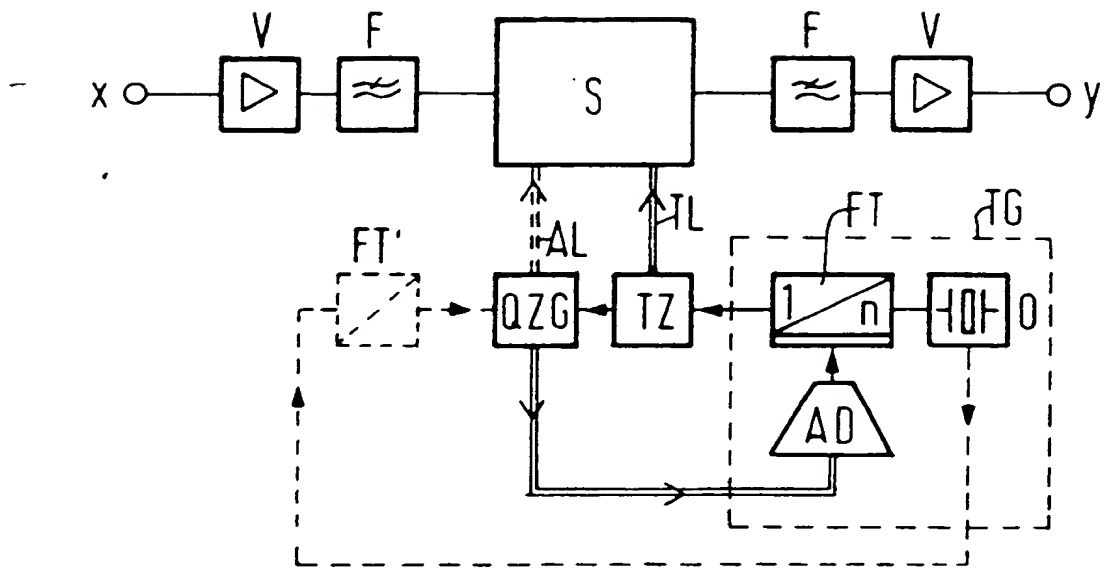 V F F V
x S y
AL TL FT TG
FT'
QZG TZ 1 n O
AD